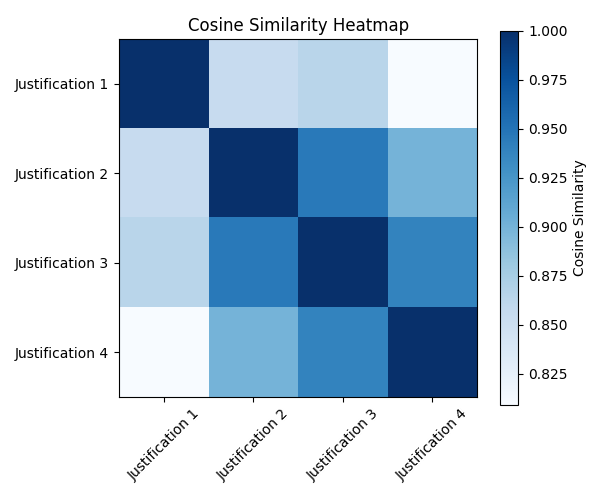 Cosine Similarity Heatmap
Justification 1
Justification 2
Justification 3
Justification 4
Justification 1
Justification 2
Justification 3
Justification 4
1.000
0.975
0.950
0.925
0.900
0.875
0.850
0.825
Cosine Similarity